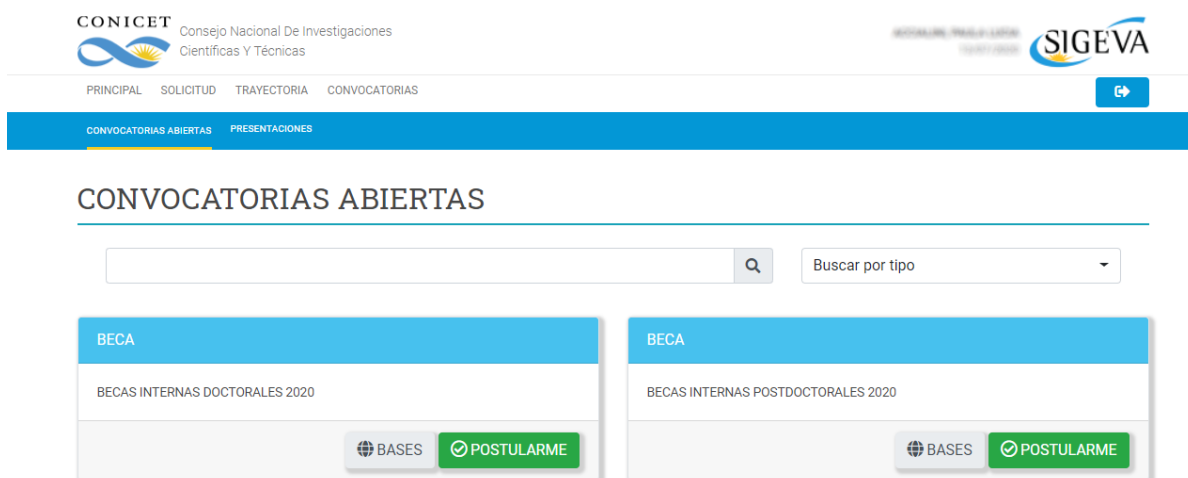 CONICET
Consejo Nacional De Investigaciones
Científicas Y Técnicas
SIGEVA
PRINCIPAL SOLICITUD TRAYECTORIA CONVOCATORIAS
CONVOCATORIAS ABIERTAS PRESENTACIONES
CONVOCATORIAS ABIERTAS
Buscar por tipo
BECA BECA
BECAS INTERNAS DOCTORALES 2020 BECAS INTERNAS POSTDOCTORALES 2020
BASES POSTULARME BASES POSTULARME